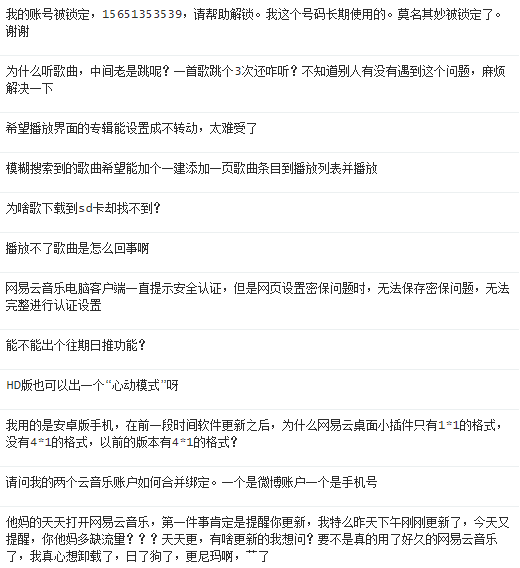 我的账号被锁定，15651353539，请帮助解锁。我这个号码长期使用的。莫名其妙被锁定了。
谢谢
为什么听歌曲，中间老是跳呢？一首歌跳个3次还咋听？不知道别人有没有遇到这个问题，麻烦
解决一下
希望播放界面的专辑能设置成不转动，太难受了
模糊搜索到的歌曲希望能加个一建添加一页歌曲条目到播放列表并播放
为啥歌下载到sd卡却找不到？
播放不了歌曲是怎么回事啊
网易云音乐电脑客户端一直提示安全认证，但是网页设置密保问题时，无法保存密保问题，无法
完整进行认证设置
能不能出个往期日推功能？
HD版也可以出一个“心动模式”呀
我用的是安卓版手机，在前一段时间软件更新之后，为什么网易云桌面小插件只有1*1的格式，
没有4*1的格式，以前的版本有4*1的格式？
请问我的两个云音乐账户如何合并绑定。一个是微博账户一个是手机号
他妈的天天打开网易云音乐，第一件事肯定是提醒你更新，我特么昨天下午刚刚更新了，今天又
提醒，你他妈多缺流里？？？天天更，有啥更新的我想问？要不是真的用了好久的网易云音乐
了，我真心想卸载了，日了狗了，更尼玛啊，艹了